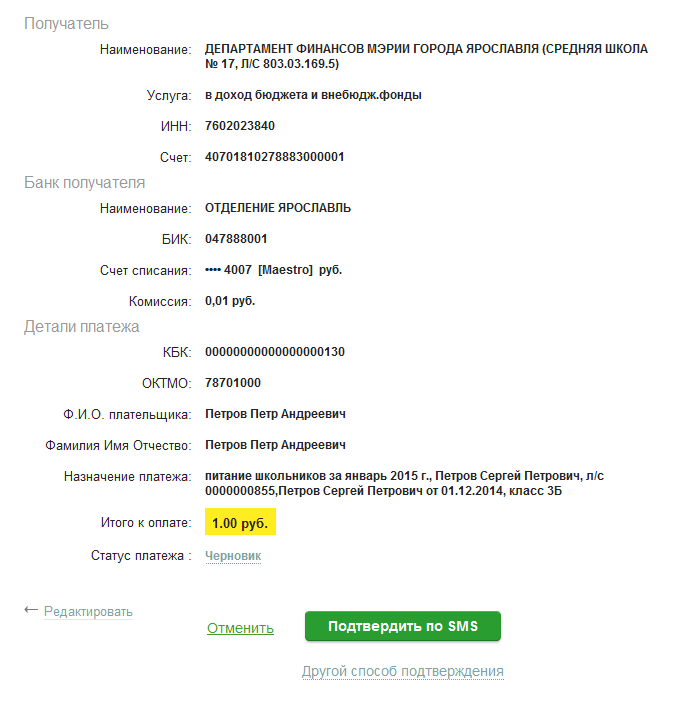 Получатель
Наименование: ДЕПАРТАМЕНТ ФИНАНСОВ МЭРИИ ГОРОДА ЯРОСЛАВЛЯ (СРЕДНЯЯ ШКОЛА
№ 17, Л/С 803.03.169.5)
Услуга: в доход бюджета и внебюдж.фонды
ИНН: 7602023840
Счет: 40701810278883000001
Банк получателя
Наименование: ОТДЕЛЕНИЕ ЯРОСЛАВЛЬ
БИК: 047888001
Счет списания: •••• 4007 [Maestro] руб.
Комиссия: 0,01 руб.
Детали платежа
КБК: 00000000000000000130
ОКТМО: 78701000
Ф.И.О. плательщика: Петров Петр Андреевич
Фамилия Имя Отчество: Петров Петр Андреевич
Назначение платежа: питание школьников за январь 2015 г., Петров Сергей Петрович, л/с
0000000855,Петров Сергей Петрович от 01.12.2014, класс 3Б
Итого к оплате: 1.00 руб.
Статус платежа : Черновик
← Редактировать
Отменить
Подтвердить по SMS
Другой способ подтверждения